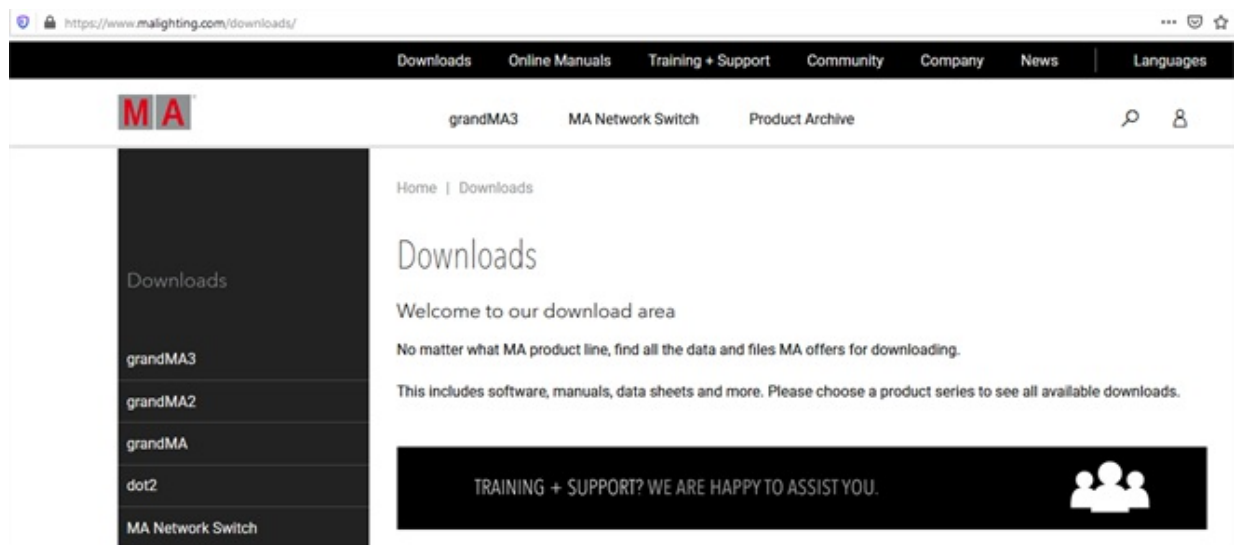 https://www.malighting.com/downloads/
Downloads Online Manuals Training + Support Community Company News Languages
MA
grandMA3 MA Network Switch Product Archive
Home | Downloads
Downloads
Downloads
Welcome to our download area
No matter what MA product line, find all the data and files MA offers for downloading.
This includes software, manuals, data sheets and more. Please choose a product series to see all available downloads.
grandMA3
grandMA2
grandMA
dot2
MA Network Switch
TRAINING + SUPPORT? WE ARE HAPPY TO ASSIST YOU.